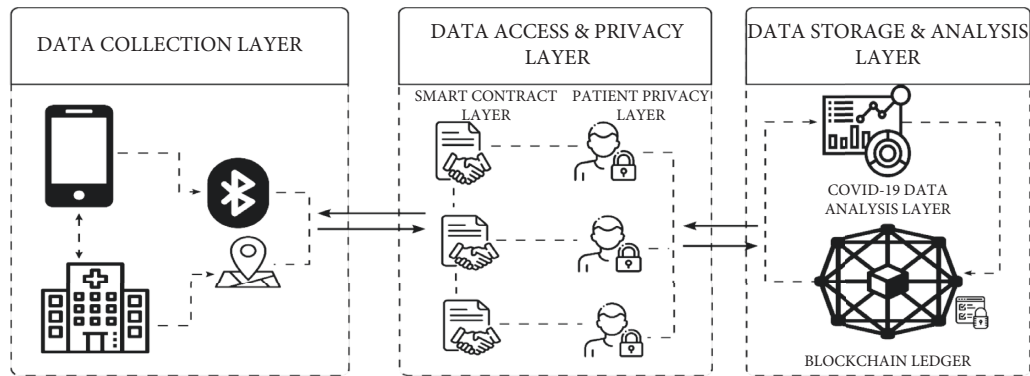 DATA COLLECTION LAYER
DATA ACCESS & PRIVACY
LAYER
SMART CONTRACT
LAYER
PATIENT PRIVACY
LAYER
DATA STORAGE & ANALYSIS
LAYER
COVID-19 DATA
ANALYSIS LAYER
BLOCKCHAIN LEDGER